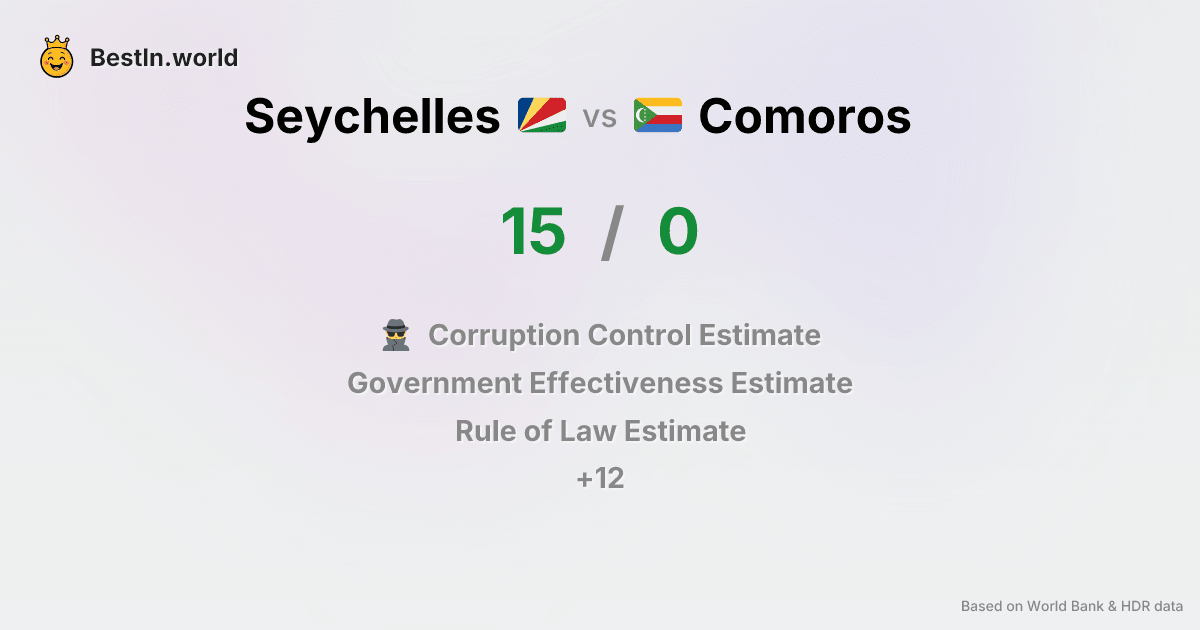 BestIn.world
Seychelles vs Comoros
15 / 0
Corruption Control Estimate
Government Effectiveness Estimate
Rule of Law Estimate
+12
Based on World Bank & HDR data